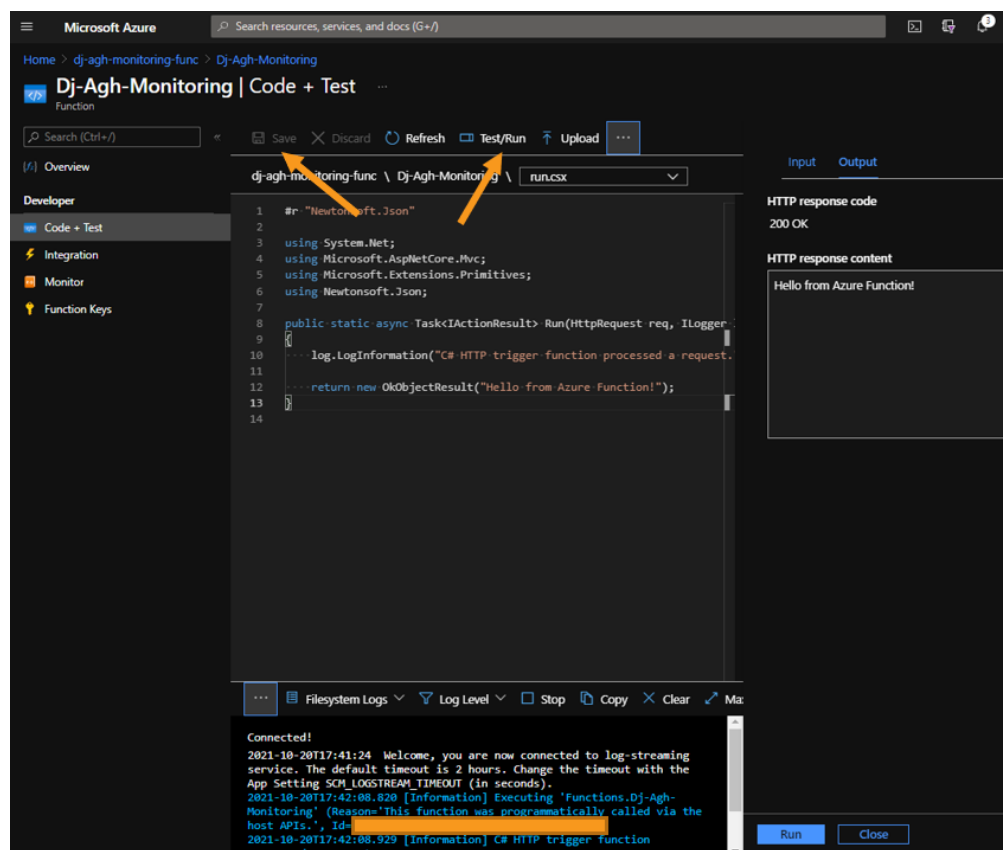 Microsoft Azure
Search resources, services, and docs (G+/)
3
Home > dj-agh-monitoring-func > Dj-Agh-Monitoring
Dj-Agh-Monitoring | Code + Test ...
Function
Search (Ctrl+/)
«
Save Discard Refresh Test/Run Upload ...
Overview
Developer
Code + Test
Integration
Monitor
Function Keys
dj-agh-monitoring-func \ Dj-Agh-Monitoring \ run.csx
1 #r "Newtonsoft.Json"
2
3 using System.Net;
4 using Microsoft.AspNetCore.Mvc;
5 using Microsoft.Extensions.Primitives;
6 using Newtonsoft.Json;
7
8 public static async Task<IActionResult> Run(HttpRequest req, ILogger
9 {
10 log.LogInformation("C# HTTP trigger function processed a request.
11
12 return new OkObjectResult("Hello from Azure Function!");
13 }
14
Input Output
HTTP response code
200 OK
HTTP response content
Hello from Azure Function!
... Filesystem Logs Log Level Stop Copy Clear Ma
Connected!
2021-10-20T17:41:24 Welcome, you are now connected to log-streaming
service. The default timeout is 2 hours. Change the timeout with the
App Setting SCM_LOGSTREAM_TIMEOUT (in seconds).
2021-10-20T17:42:08.820 [Information] Executing 'Functions.Dj-Agh-
Monitoring' (Reason='This function was programmatically called via the
host APIs.', Id=
2021-10-20T17:42:08.929 [Information] C# HTTP trigger function
Run Close